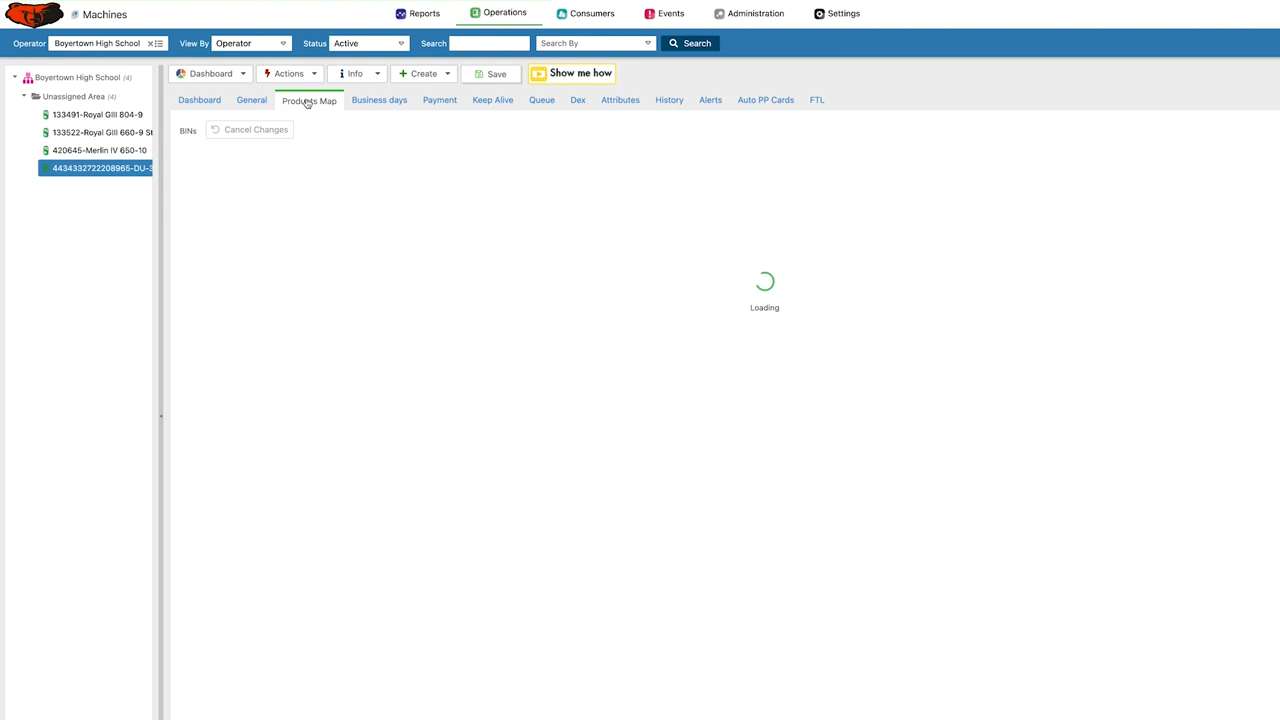 Machines
Reports
Operations
Consumers
Events
Administration
Settings
Operator Boyertown High School View By Operator Status Active Search Search By Search
Boyertown High School (4)
Unassigned Area (4)
133491-Royal GIII 804-9
133522-Royal GIII 660-9 St
420645-Merlin IV 650-10
4434332722208965-DU-3
Dashboard Actions Info Create Save Show me how
Dashboard General Products Map Business days Payment Keep Alive Queue Dex Attributes History Alerts Auto PP Cards FTL
BINs Cancel Changes
Loading